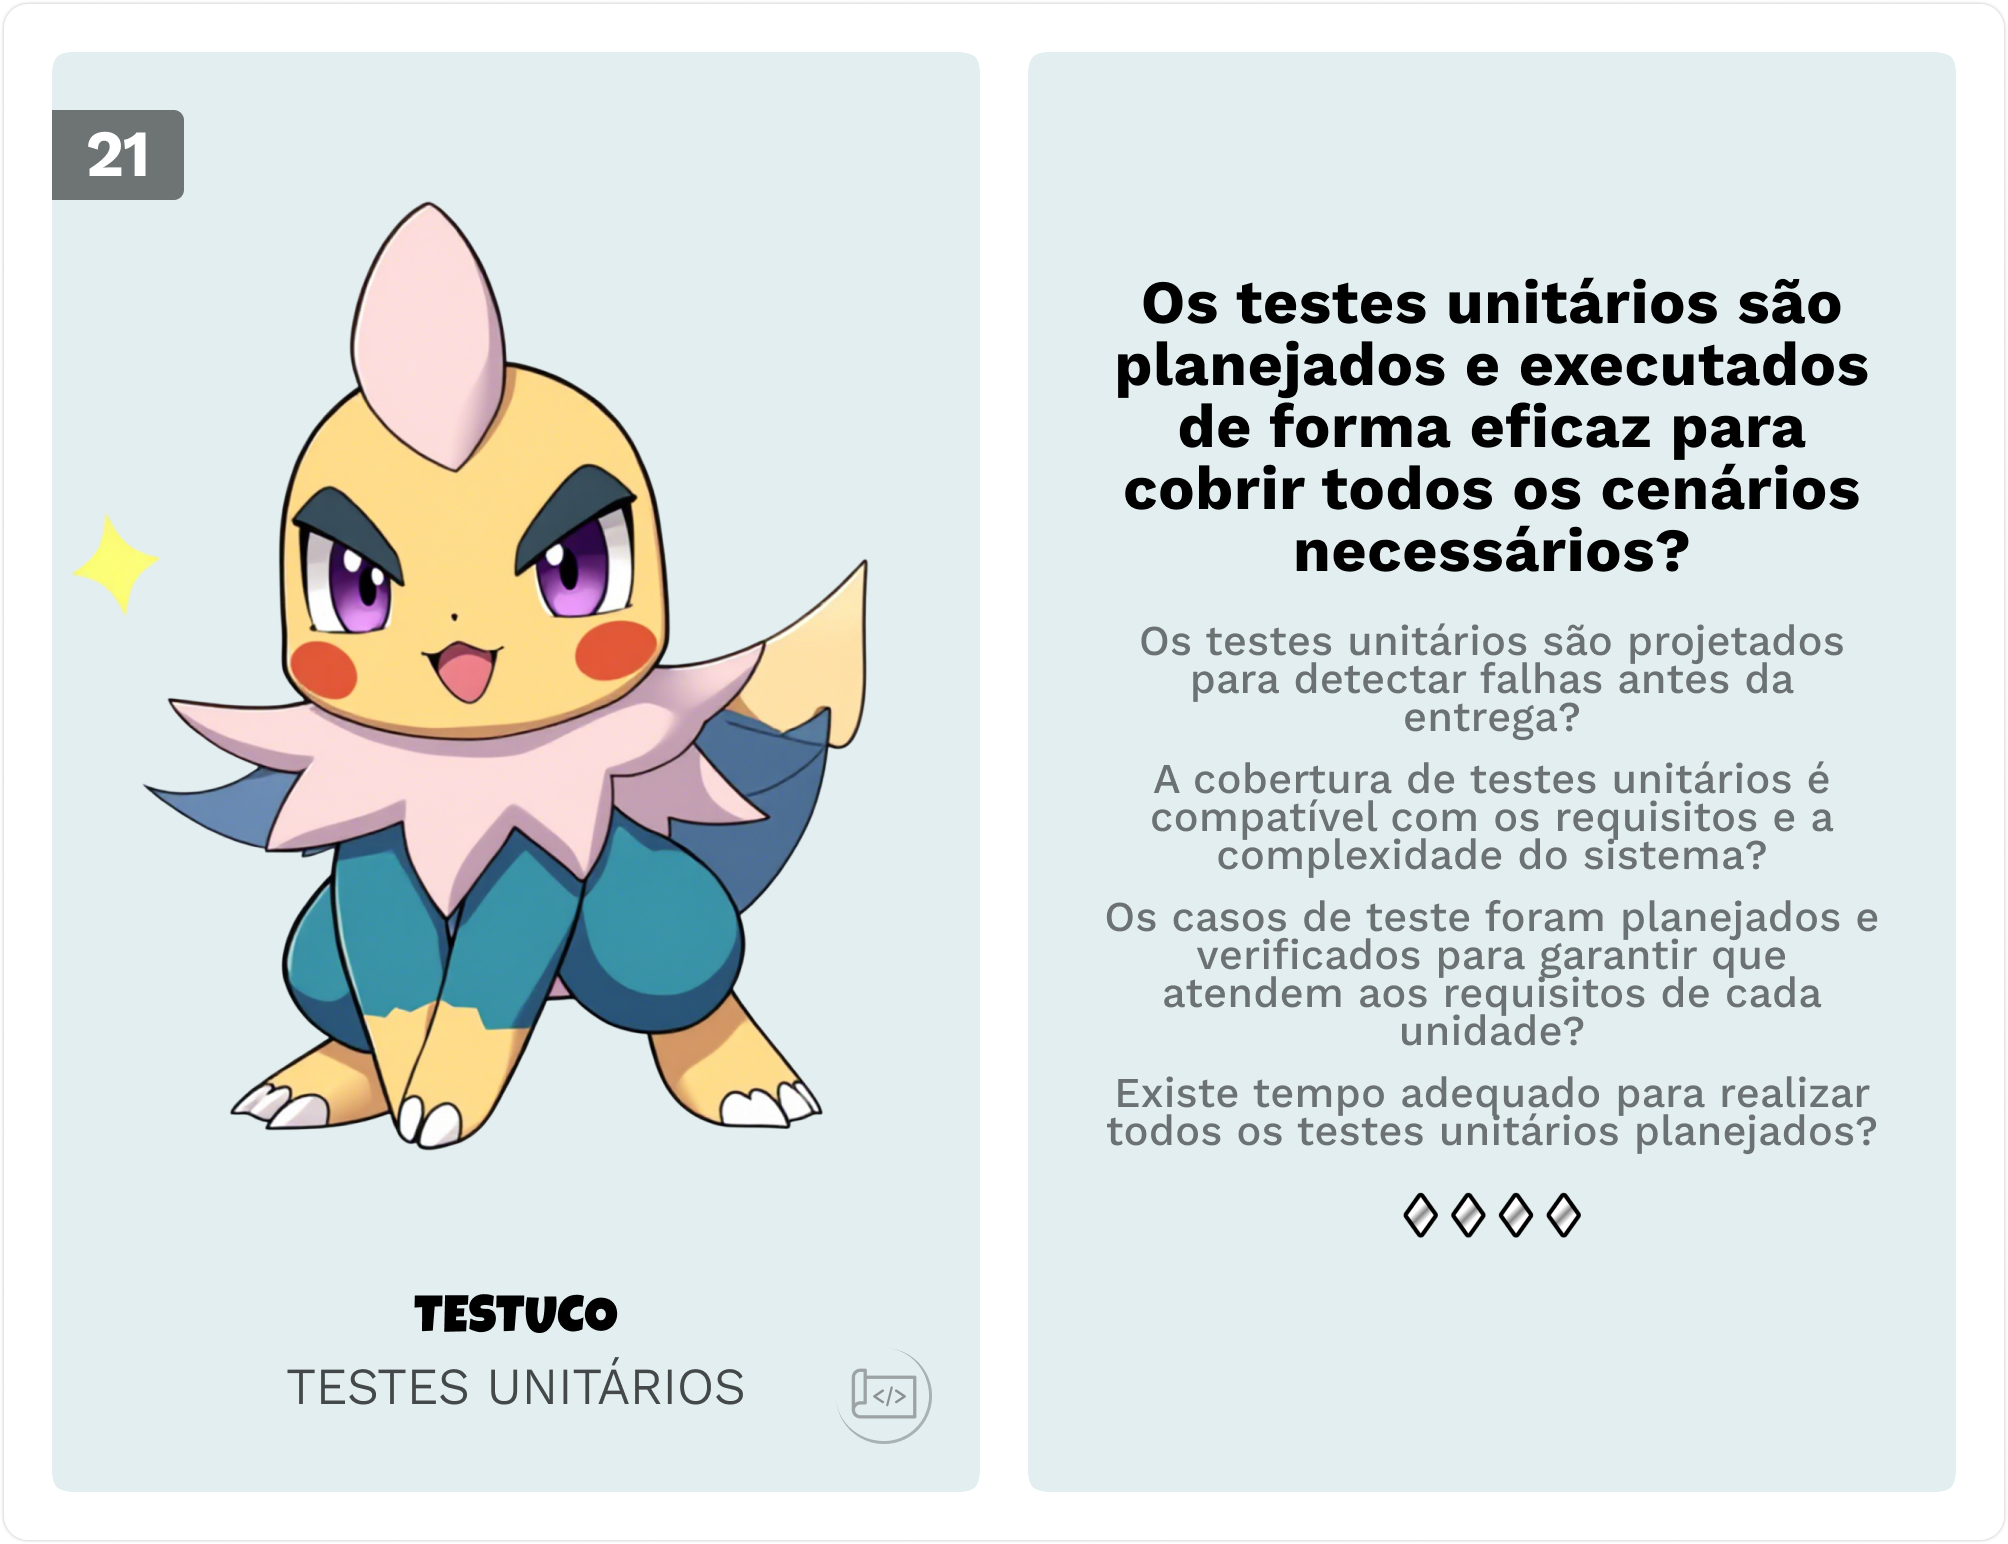 21
TESTUCO
TESTES UNITÁRIOS
</>
Os testes unitários são
planejados e executados
de forma eficaz para
cobrir todos os cenários
necessários?
Os testes unitários são projetados
para detectar falhas antes da
entrega?
A cobertura de testes unitários é
compatível com os requisitos e a
complexidade do sistema?
Os casos de teste foram planejados e
verificados para garantir que
atendem aos requisitos de cada
unidade?
Existe tempo adequado para realizar
todos os testes unitários planejados?